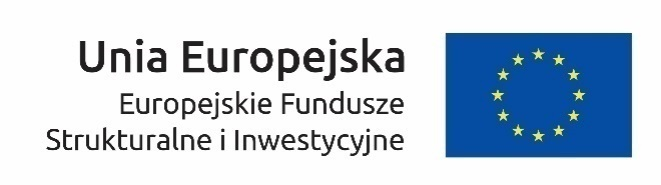 Unia Europejska
Europejskie Fundusze
Strukturalne i Inwestycyjne